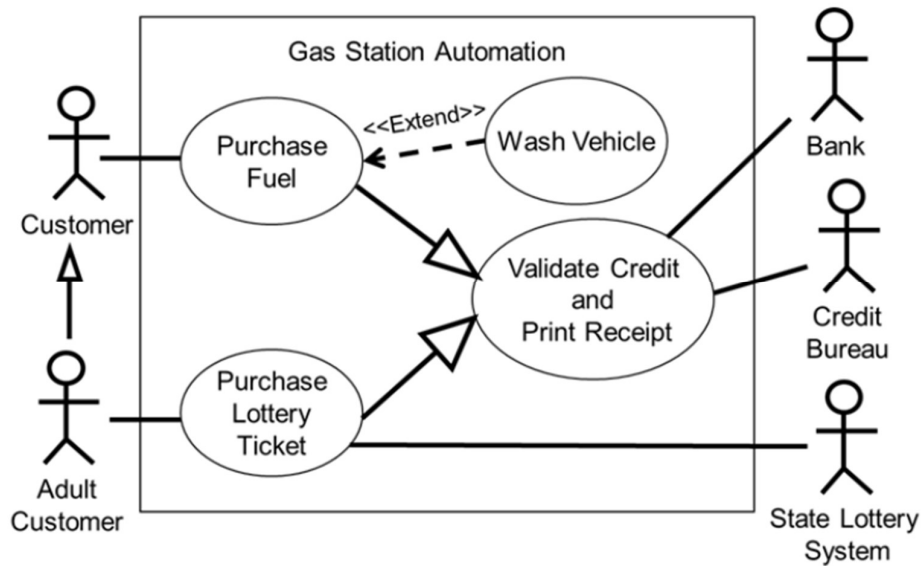 Gas Station Automation
Purchase
Fuel
<<Extend>>
Wash Vehicle
Bank
Customer
Validate Credit
and
Print Receipt
Credit
Bureau
Purchase
Lottery
Ticket
Adult
Customer
State Lottery
System